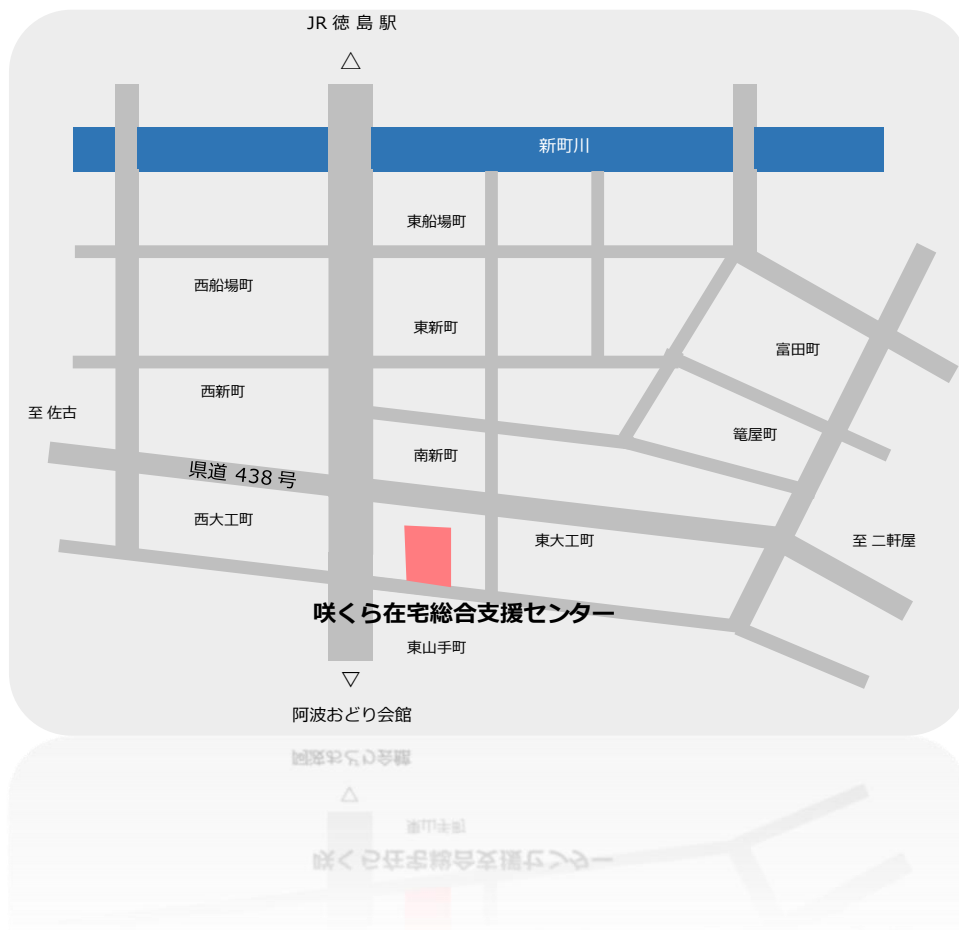 JR 徳 島 駅
△
新町川
東船場町
西船場町
東新町
富田町
西新町
至 佐古
篭屋町
南新町
県道 438 号
西大工町
東大工町
至 二軒屋
咲くら在宅総合支援センター
東山手町
▽
阿波おどり会館